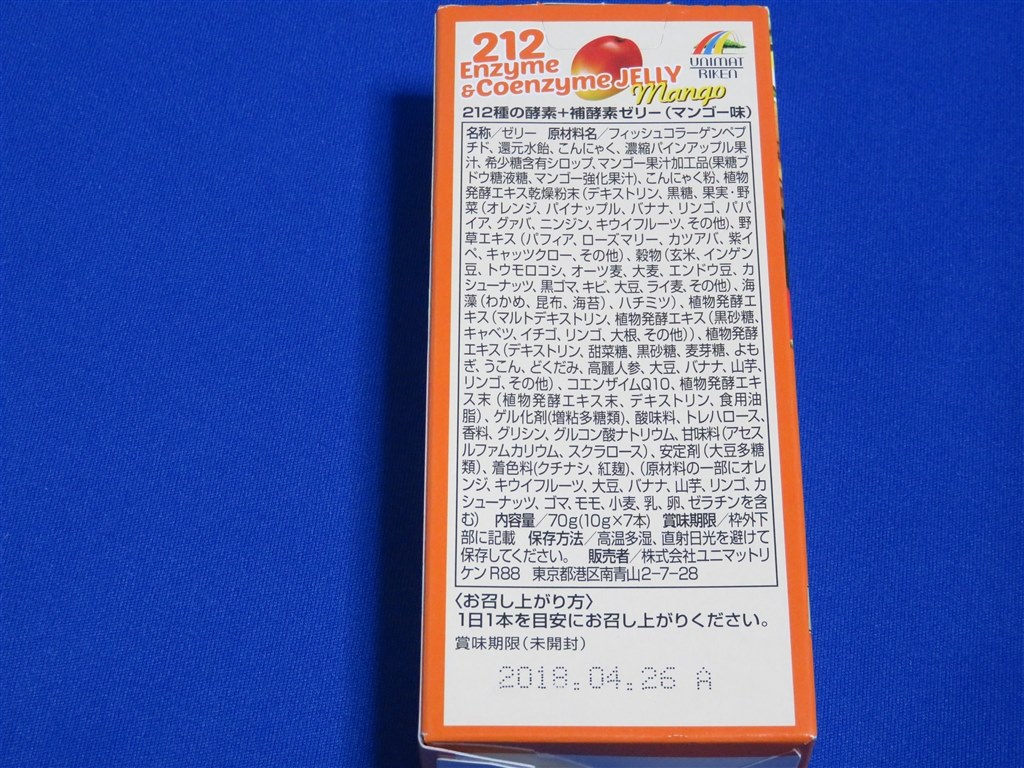 212
Enzyme
&Coenzyme JELLY
Mango
UNIMAT
RIKEN
212種の酵素+補酵素ゼリー(マンゴー味)
名称/ゼリー 原材料名/フィッシュコラーゲンペプ
チド、還元水飴、こんにゃく、濃縮パインアップル果
汁、希少糖含有シロップ、マンゴー果汁加工品(果糖ブ
ドウ糖液糖、マンゴー強化果汁)、こんにゃく粉、植物
発酵エキス乾燥粉末(デキストリン、黒糖、果実・野
菜(オレンジ、パイナップル、バナナ、リンゴ、パパ
イア、グァバ、ニンジン、キウイフルーツ、その他)、野
草エキス(パフィア、ローズマリー、カツアバ、紫イ
ペ、キャッツクロー、その他)、穀物(玄米、インゲン
豆、トウモロコシ、オーツ麦、大麦、エンドウ豆、カ
シューナッツ、黒ゴマ、キビ、大豆、ライ麦、その他)、海
藻(わかめ、昆布、海苔)、ハチミツ)、植物発酵エ
キス(マルトデキストリン、植物発酵エキス(黒砂糖、
キャベツ、イチゴ、リンゴ、大根、その他))、植物発酵
エキス(デキストリン、甜菜糖、黒砂糖、麦芽糖、よも
ぎ、うこん、どくだみ、高麗人参、大豆、バナナ、山芋、
リンゴ、その他)、コエンザイムQ10、植物発酵エキ
ス末(植物発酵エキス末、デキストリン、食用油
脂)、ゲル化剤(増粘多糖類)、酸味料、トレハロース、
香料、グリシン、グルコン酸ナトリウム、甘味料(アセス
ルファムカリウム、スクラロース)、安定剤(大豆多糖
類)、着色料(クチナシ、紅麹)、(原材料の一部にオレ
ンジ、キウイフルーツ、大豆、バナナ、山芋、リンゴ、カ
シューナッツ、ゴマ、モモ、小麦、乳、卵、ゼラチンを含
む) 内容量/70g(10g×7本) 賞味期限/枠外下
部に記載 保存方法/高温多湿、直射日光を避けて
保存してください。 販売者/株式会社ユニマットリ
ケン R88 東京都港区南青山2-7-28
〈お召し上がり方〉
1日1本を目安にお召し上がりください。
賞味期限(未開封)
2018.04.26 A